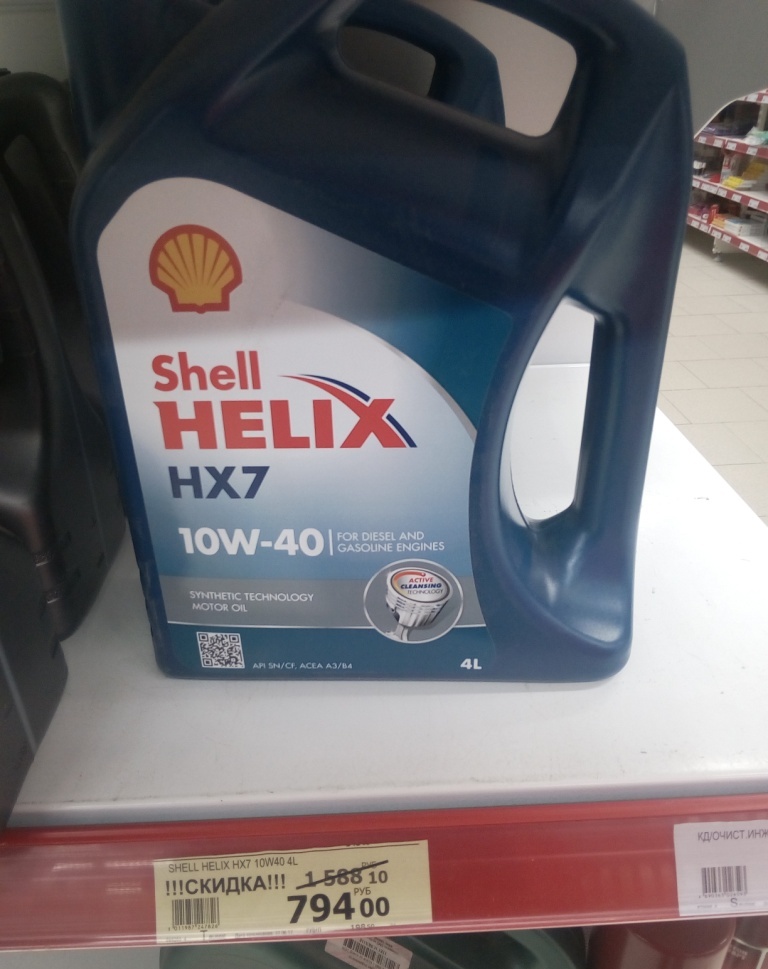 Shell
HELIX
HX7
10W-40
FOR DIESEL AND
GASOLINE ENGINES
ACTIVE
CLEANSING
TECHNOLOGY
SYNTHETIC TECHNOLOGY
MOTOR OIL
API SN/CF, ACEA A3/B4
4L
SHELL HELIX HX7 10W40 4L
!!!СКИДКА!!!
1 588 10
РУБ
794 00
КД/ОЧИСТ.ИНЖ
S